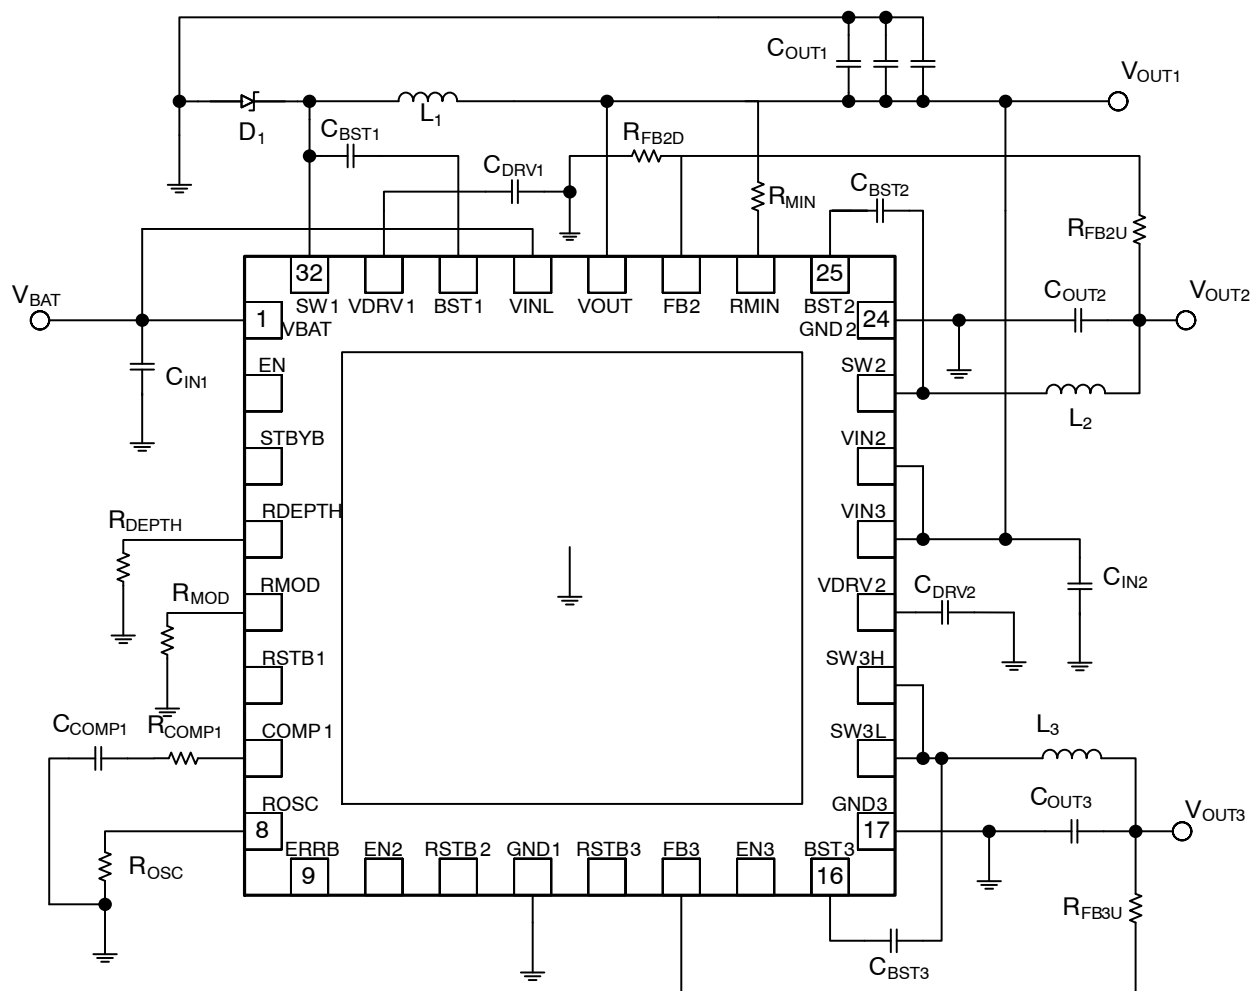 COUT1
VOUT1
D1
L1
CBST1
RFB2D
CDRV1
CBST2
RMIN
RFB2U
32
25
SW1
VDRV1
BST1
VINL
VOUT
FB2
RMIN
BST2
VBAT
1
VBAT
GND2
24
COUT2
VOUT2
CIN1
EN
SW2
L2
STBYB
VIN2
RDEPTH
RDEPTH
VIN3
RMOD
RMOD
VDRV2
CDRV2
CIN2
RSTB1
SW3H
CCOMP1
RCOMP1
COMP1
SW3L
L3
ROSC
8
GND3
17
COUT3
VOUT3
ROSC
ERRB
EN2
RSTB2
GND1
RSTB3
FB3
EN3
BST3
9
16
RFB3U
CBST3